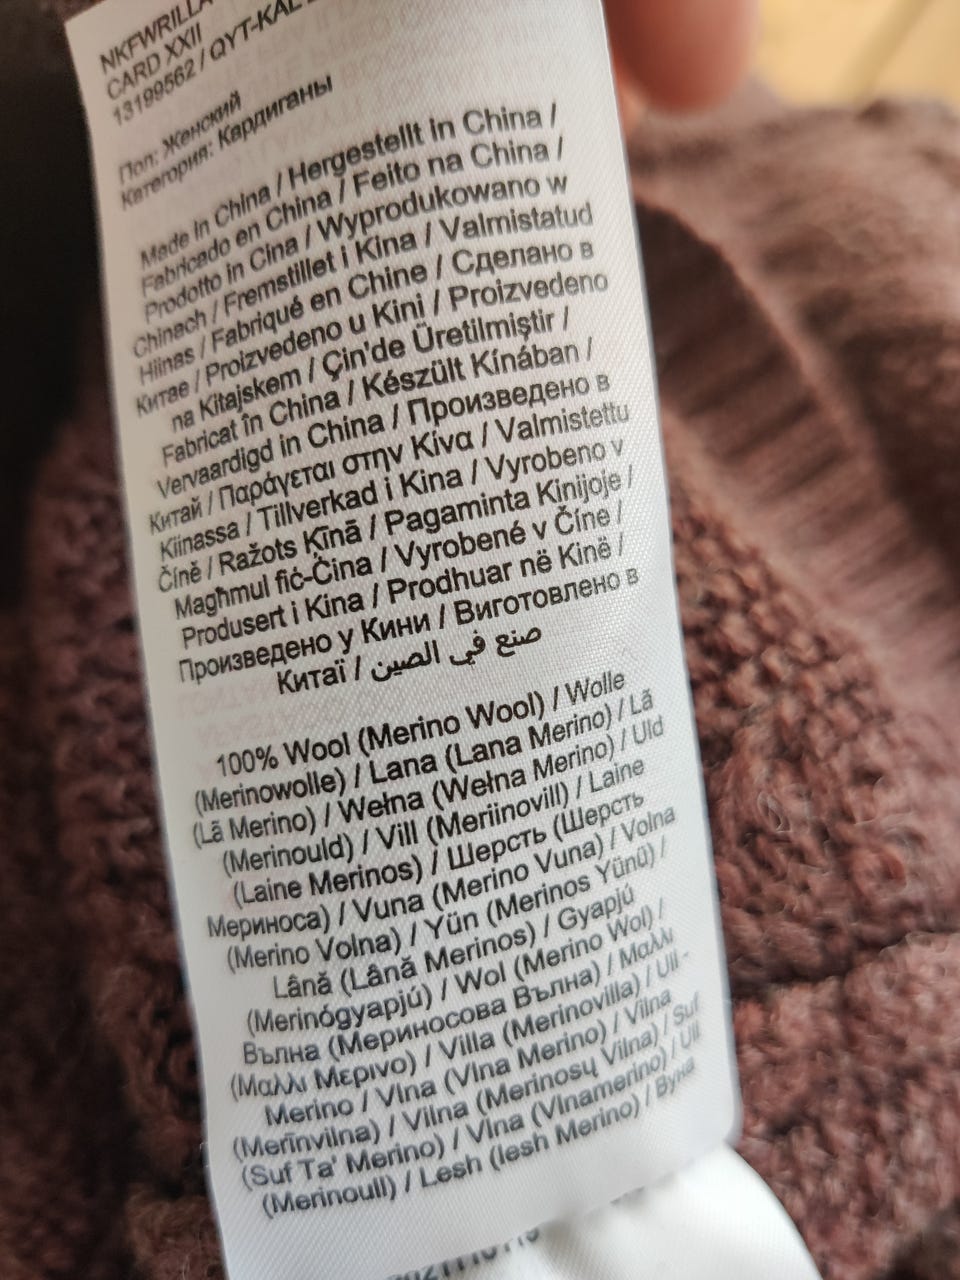 NKFWRILLA
CARD XXII
13199562 / QYT-KAL
Пол: Женский
Категория: Кардиганы
Made in China / Hergestellt in China /
Fabricado en China / Feito na China /
Prodotto in Cina / Wyprodukowano w
Chinach / Fremstillet i Kina / Valmistatud
Hiinas / Fabriqué en Chine / Сделано в
Китае / Proizvedeno u Kini / Proizvedeno
na Kitajskem / Çin'de Üretilmiştir /
Fabricat în China / Készült Kínában /
Vervaardigd in China / Произведено в
Китай / Παράγεται στην Κίνα / Valmistettu
Kiinassa / Tillverkad i Kina / Vyrobeno v
Číně / Ražots Ķīnā / Pagaminta Kinijoje /
Magħmul fiċ-Ċina / Vyrobené v Číne /
Produsert i Kina / Prodhuar në Kinë /
Произведено у Кини / Виготовлено в
Китаї / صنع في الصين
100% Wool (Merino Wool) / Wolle
(Merinowolle) / Lana (Lana Merino) / Lã
(Lã Merino) / Wełna (Wełna Merino) / Uld
(Merinould) / Vill (Meriinovill) / Laine
(Laine Merinos) / Шерсть (Шерсть
Мериноса) / Vuna (Merino Vuna) / Volna
(Merino Volna) / Yün (Merinos Yünü) /
Lână (Lână Merinos) / Gyapjú
(Merinógyapjú) / Wol (Merino Wol) /
Вълна (Мериносова Вълна) / Μαλλι
(Μαλλι Μερινο) / Villa (Merinovilla) / Ull -
Merino / Vlna (Vlna Merino) / Vilna
(Merīnvilna) / Vilna (Merinosų Vilna) / Suf
(Suf Ta' Merino) / Vlna (Vlnamerino) / Ull
(Merinoull) / Lesh (lesh Merino) / Вуна